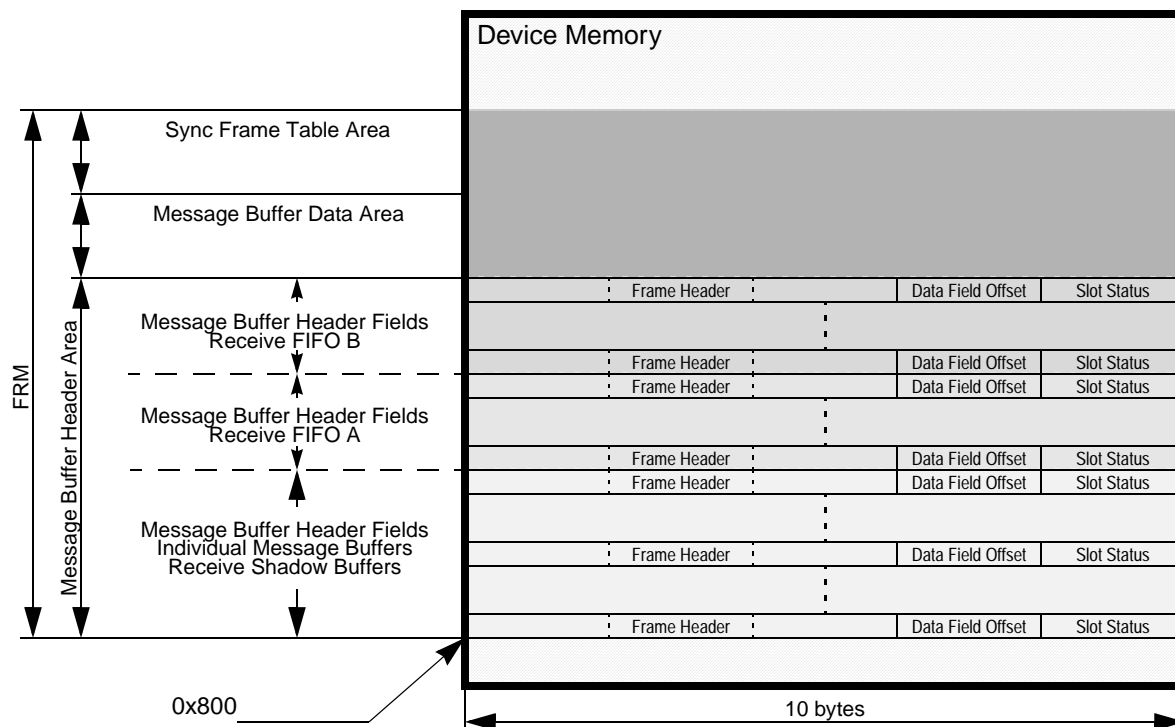 Device Memory
Sync Frame Table Area
Message Buffer Data Area
FRM
Message Buffer Header Area
Message Buffer Header Fields
Receive FIFO B
Message Buffer Header Fields
Receive FIFO A
Message Buffer Header Fields
Individual Message Buffers
Receive Shadow Buffers
Frame Header Data Field Offset Slot Status
Frame Header Data Field Offset Slot Status
Frame Header Data Field Offset Slot Status
Frame Header Data Field Offset Slot Status
Frame Header Data Field Offset Slot Status
Frame Header Data Field Offset Slot Status
Frame Header Data Field Offset Slot Status
0x800
10 bytes